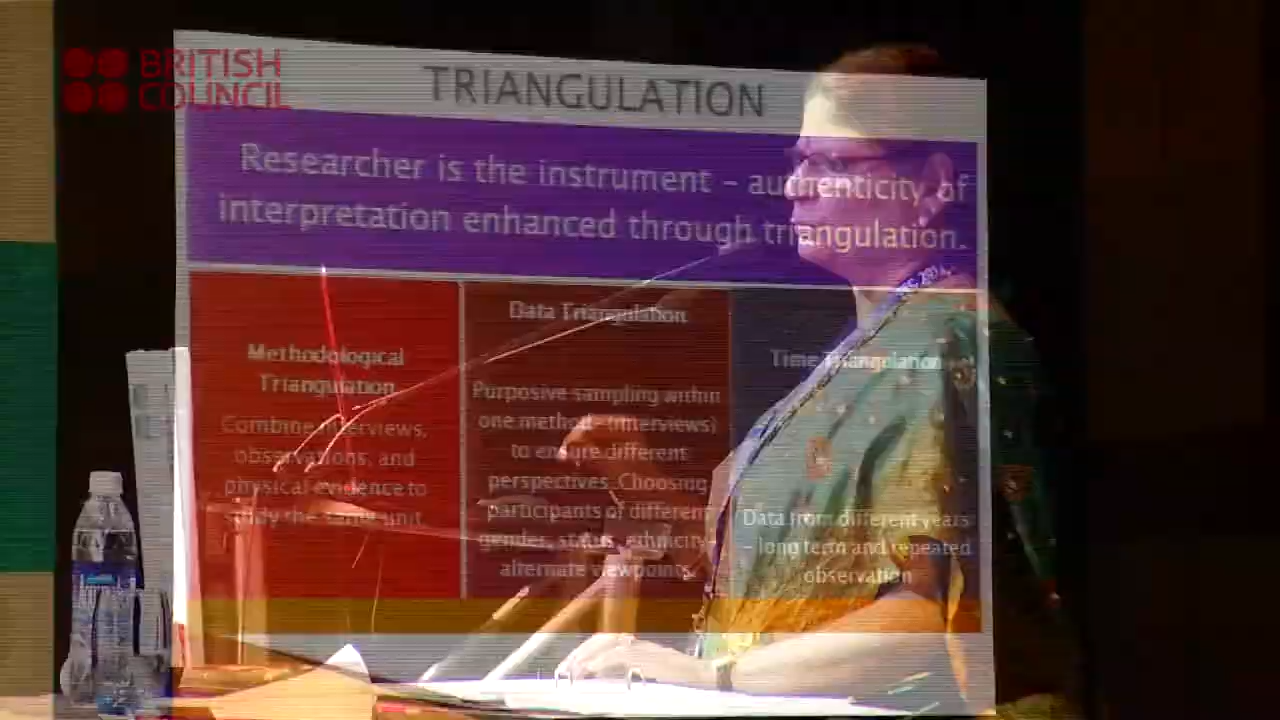 BRITISH
COUNCIL
TRIANGULATION
Researcher is the instrument – authenticity of
interpretation enhanced through triangulation.
Methodological
Triangulation
Combine interviews,
observations, and
physical evidence to
study the same unit
Data Triangulation
Purposive sampling within
one method- (interviews)
to ensure different
perspectives. Choosing
participants of different
gender, status, ethnicity-
alternate viewpoints.
Time Triangulation
Data from different years
– long term and repeated
observation